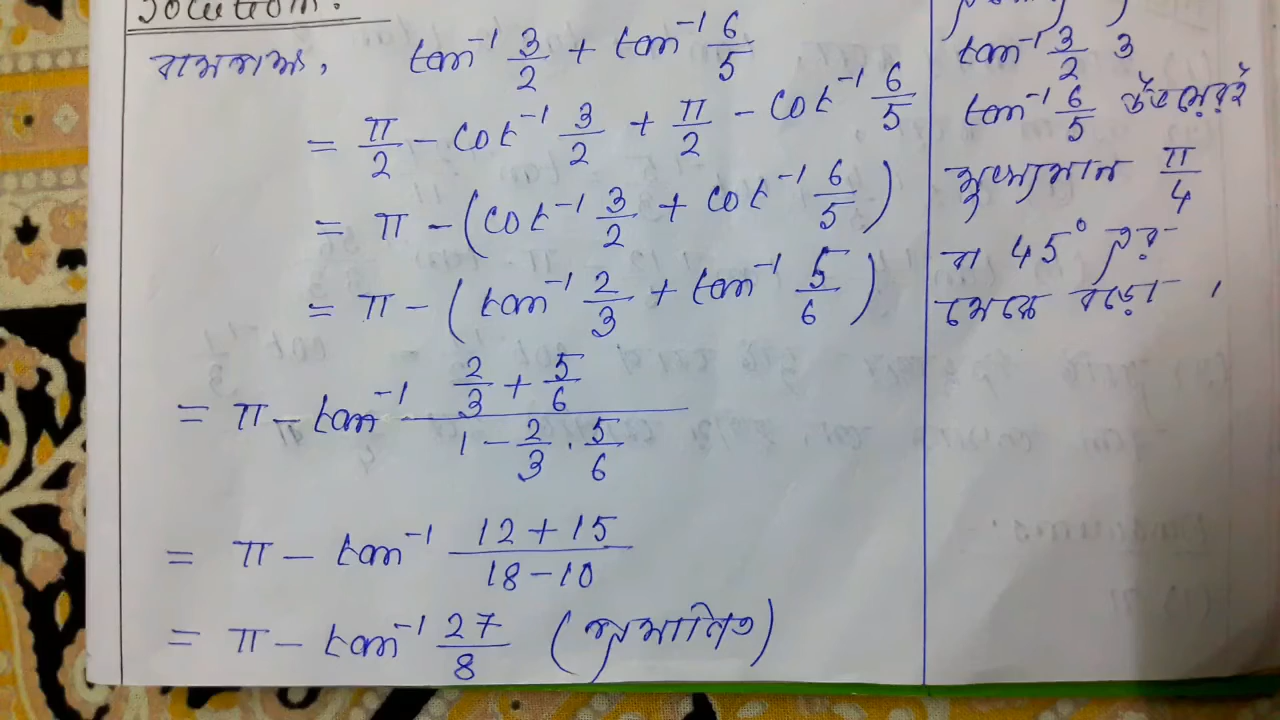 Solution:
বামপক্ষ, tan⁻¹ 3/2 + tan⁻¹ 6/5
= π/2 - cot⁻¹ 3/2 + π/2 - cot⁻¹ 6/5
= π - (cot⁻¹ 3/2 + cot⁻¹ 6/5)
= π - (tan⁻¹ 2/3 + tan⁻¹ 5/6)
= π - tan⁻¹ (2/3 + 5/6)/(1 - 2/3 . 5/6)
= π - tan⁻¹ (12 + 15)/(18 - 10)
= π - tan⁻¹ 27/8 (প্রমাণিত)
tan⁻¹ 3/2 ও
tan⁻¹ 6/5 উভয়েরই
মুখ্যমান π/4
বা 45° এর
থেকে বড়ো ,